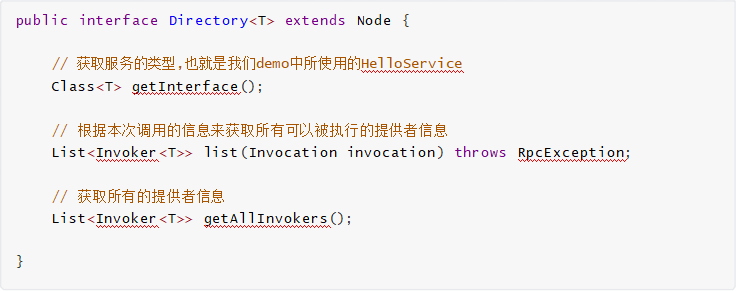 public interface Directory<T> extends Node {
// 获取服务的类型,也就是我们demo中所使用的HelloService
Class<T> getInterface();
// 根据本次调用的信息来获取所有可以被执行的提供者信息
List<Invoker<T>> list(Invocation invocation) throws RpcException;
// 获取所有的提供者信息
List<Invoker<T>> getAllInvokers();
}